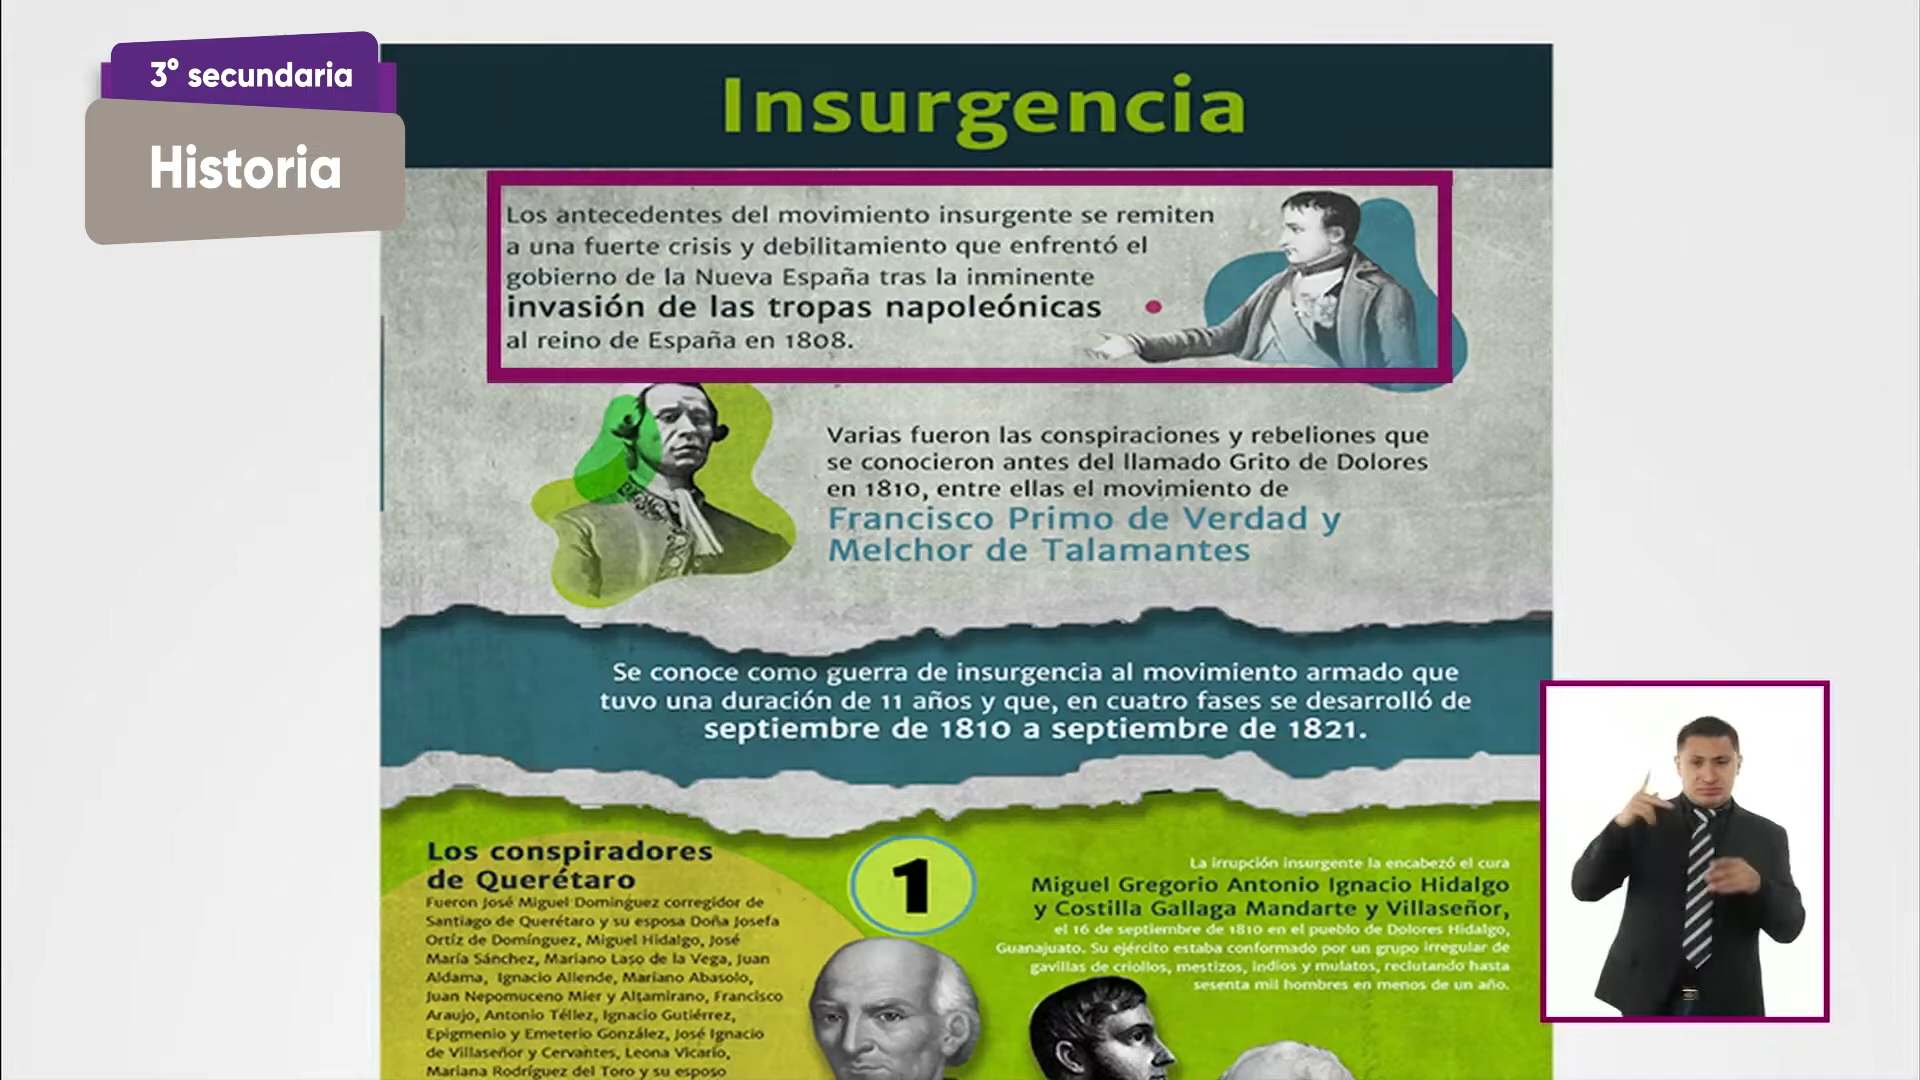 3° secundaria
Historia
Insurgencia
Los antecedentes del movimiento insurgente se remiten
a una fuerte crisis y debilitamiento que enfrentó el
gobierno de la Nueva España tras la inminente
invasión de las tropas napoleónicas
al reino de España en 1808.
Varias fueron las conspiraciones y rebeliones que
se conocieron antes del llamado Grito de Dolores
en 1810, entre ellas el movimiento de
Francisco Primo de Verdad y
Melchor de Talamantes
Se conoce como guerra de insurgencia al movimiento armado que
tuvo una duración de 11 años y que, en cuatro fases se desarrolló de
septiembre de 1810 a septiembre de 1821.
Los conspiradores
de Querétaro
Fueron José Miguel Dominguez corregidor de
Santiago de Querétaro y su esposa Doña Josefa
Ortíz de Domínguez, Miguel Hidalgo, José
María Sánchez, Mariano Laso de la Vega, Juan
Aldama, Ignacio Allende, Mariano Abasolo,
Juan Nepomuceno Mier y Altamirano, Francisco
Araujo, Antonio Téllez, Ignacio Gutiérrez,
Epigmenio y Emeterio González, José Ignacio
de Villaseñor y Cervantes, Leona Vicario,
Mariana Rodríguez del Toro y su esposo
1
La irrupción insurgente la encabezó el cura
Miguel Gregorio Antonio Ignacio Hidalgo
y Costilla Gallaga Mandarte y Villaseñor,
el 16 de septiembre de 1810 en el pueblo de Dolores Hidalgo,
Guanajuato. Su ejército estaba conformado por un grupo irregular de
gavillas de criollos, mestizos, indios y mulatos, reclutando hasta
sesenta mil hombres en menos de un año.